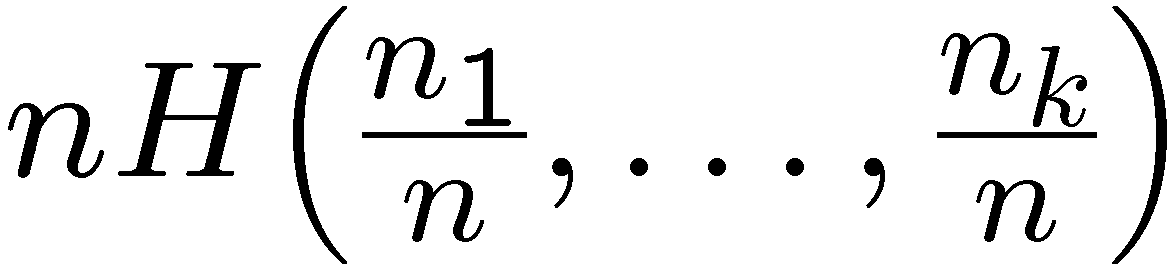 nH(n₁/n, . . . , nₖ/n)